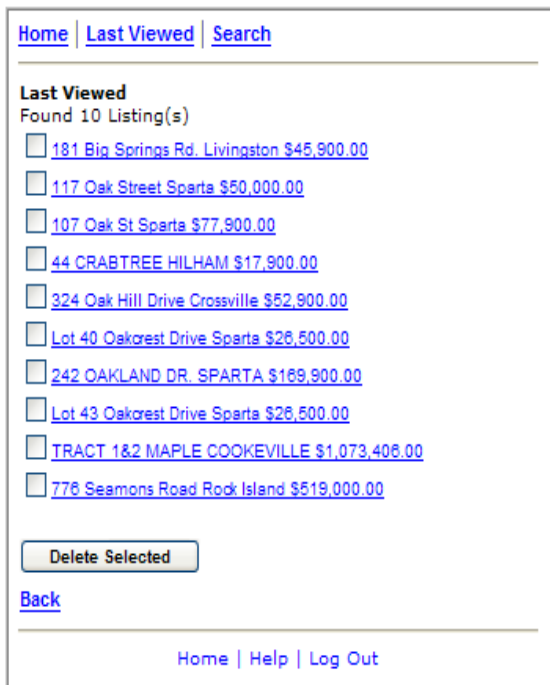 Home | Last Viewed | Search
Last Viewed
Found 10 Listing(s)
181 Big Springs Rd. Livingston $45,900.00
117 Oak Street Sparta $50,000.00
107 Oak St Sparta $77,900.00
44 CRABTREE HILHAM $17,900.00
324 Oak Hill Drive Crossville $52,900.00
Lot 40 Oakcrest Drive Sparta $26,500.00
242 OAKLAND DR. SPARTA $169,900.00
Lot 43 Oakcrest Drive Sparta $26,500.00
TRACT 1&2 MAPLE COOKEVILLE $1,073,406.00
776 Seamons Road Rock Island $519,000.00
Delete Selected
Back
Home | Help | Log Out